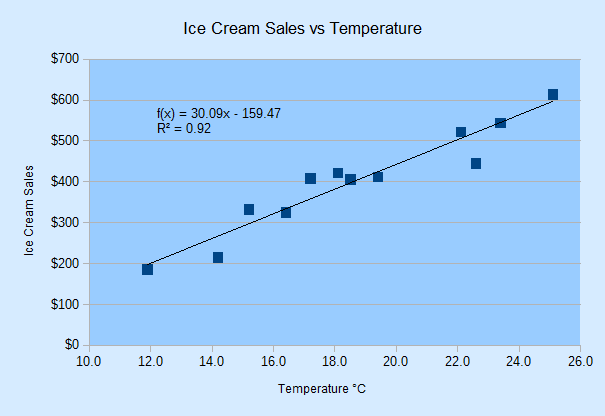 Ice Cream Sales vs Temperature
$700
$600
$500
$400
$300
$200
$100
$0
f(x) = 30.09x - 159.47
R² = 0.92
Ice Cream Sales
10.0 12.0 14.0 16.0 18.0 20.0 22.0 24.0 26.0
Temperature °C